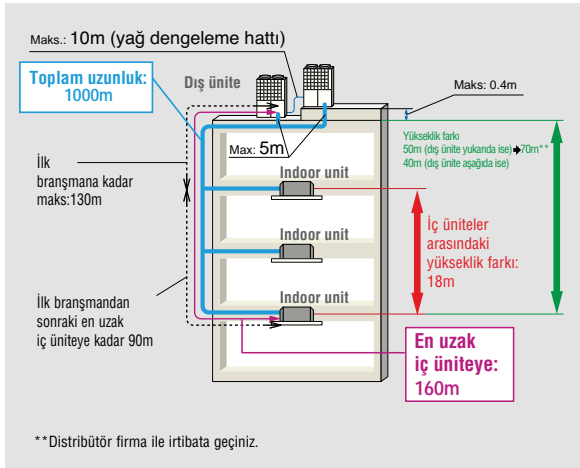 Maks.: 10m (yağ dengeleme hattı)
Toplam uzunluk:
1000m
Dış ünite
Maks: 0.4m
Max: 5m
Yükseklik farkı
50m (dış ünite yukarıda ise) 70m**
40m (dış ünite aşağıda ise)
İlk
branşmana kadar
maks:130m
Indoor unit
Indoor unit
Indoor unit
İç üniteler
arasındaki
yükseklik farkı:
18m
İlk branşmandan
sonraki en uzak
iç üniteye kadar 90m
En uzak
iç üniteye:
160m
**Distribütör firma ile irtibata geçiniz.